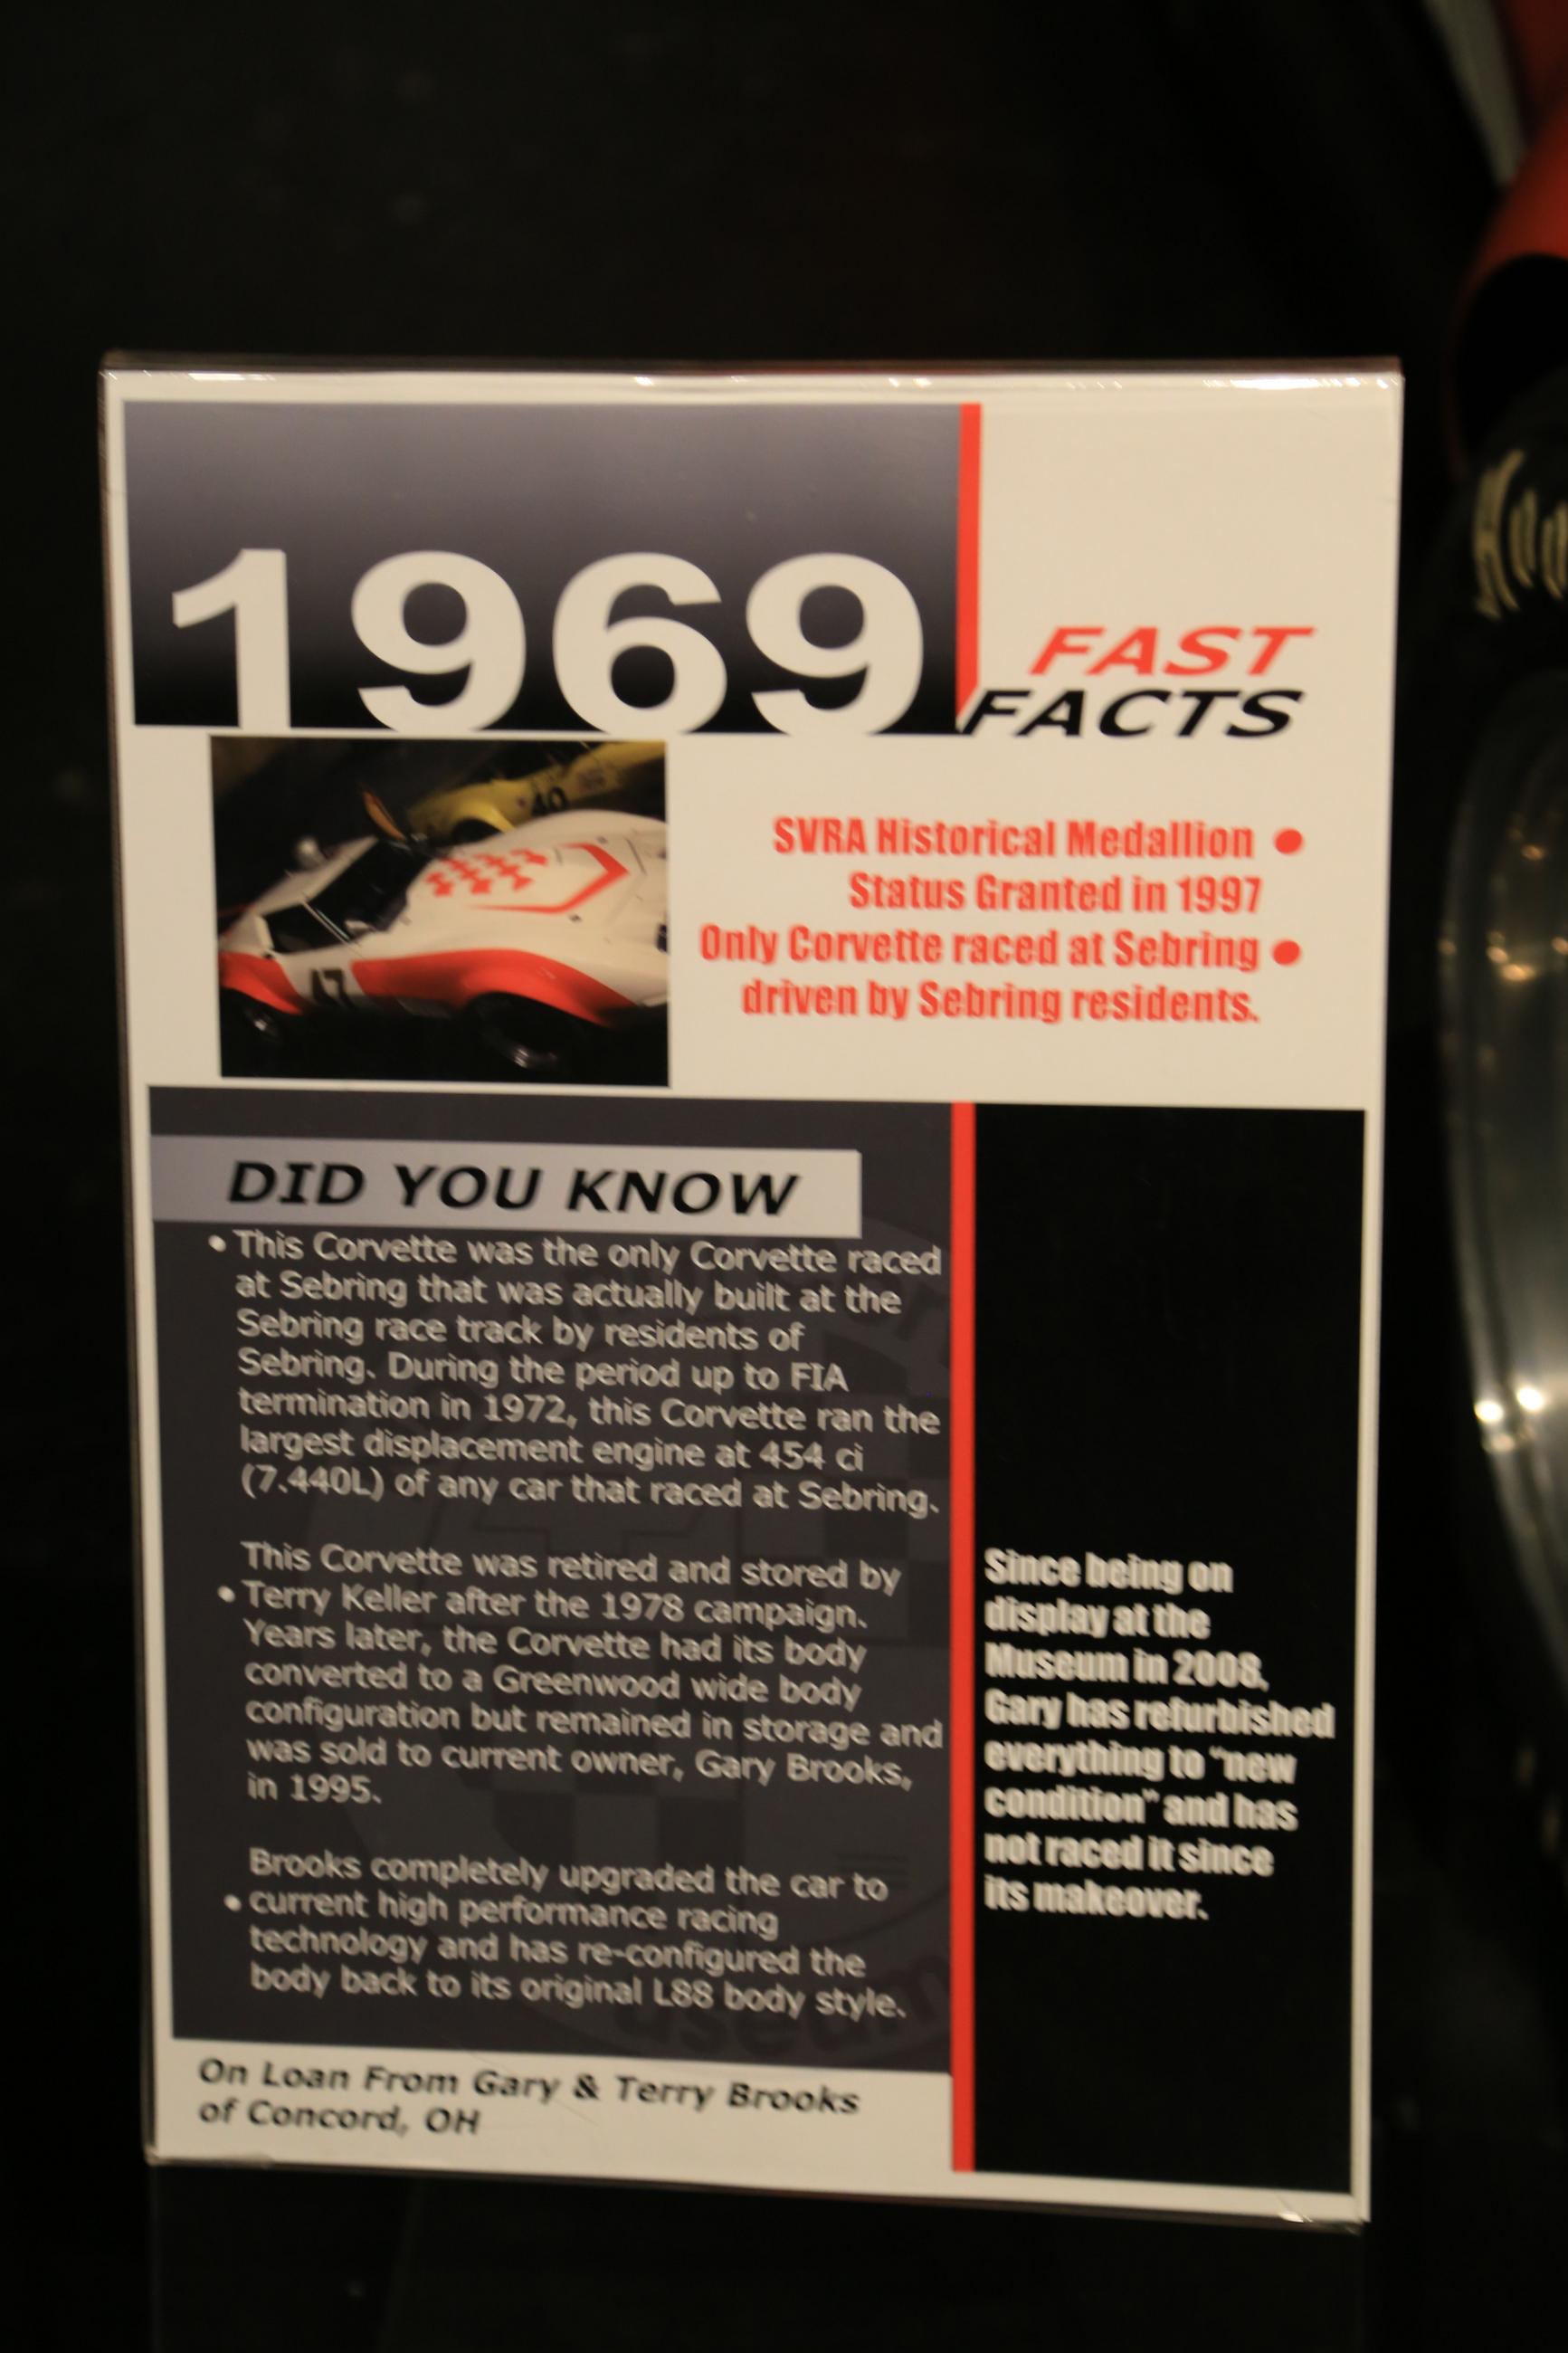 1969
FAST
FACTS
40
47
SVRA Historical Medallion •
Status Granted in 1997
Only Corvette raced at Sebring •
driven by Sebring residents.
DID YOU KNOW
• This Corvette was the only Corvette raced
at Sebring that was actually built at the
Sebring race track by residents of
Sebring. During the period up to FIA
termination in 1972, this Corvette ran the
largest displacement engine at 454 ci
(7.440L) of any car that raced at Sebring.
This Corvette was retired and stored by
• Terry Keller after the 1978 campaign.
Years later, the Corvette had its body
converted to a Greenwood wide body
configuration but remained in storage and
was sold to current owner, Gary Brooks,
in 1995.
Brooks completely upgraded the car to
• current high performance racing
technology and has re-configured the
body back to its original L88 body style.
Since being on
display at the
Museum in 2008,
Gary has refurbished
everything to “new
condition” and has
not raced it since
its makeover.
On Loan From Gary & Terry Brooks
of Concord, OH